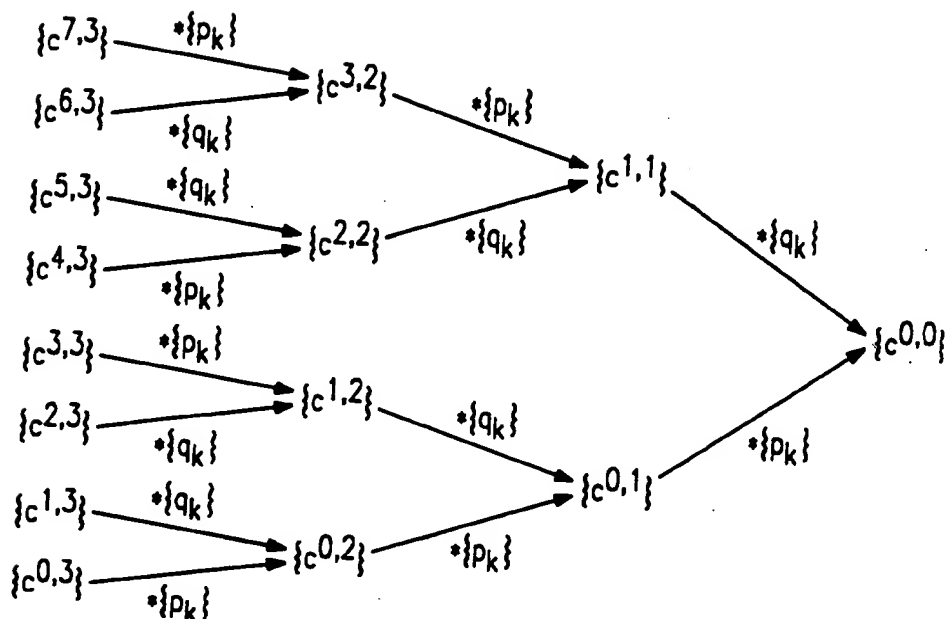 {c^7,3}
*{p_k}
{c^6,3}
*{q_k}
{c^3,2}
*{p_k}
{c^5,3}
*{q_k}
{c^4,3}
*{p_k}
{c^2,2}
*{q_k}
{c^1,1}
*{q_k}
{c^3,3}
*{p_k}
{c^2,3}
*{q_k}
{c^1,2}
*{q_k}
{c^1,3}
*{q_k}
{c^0,3}
*{p_k}
{c^0,2}
*{p_k}
{c^0,1}
*{p_k}
{c^0,0}